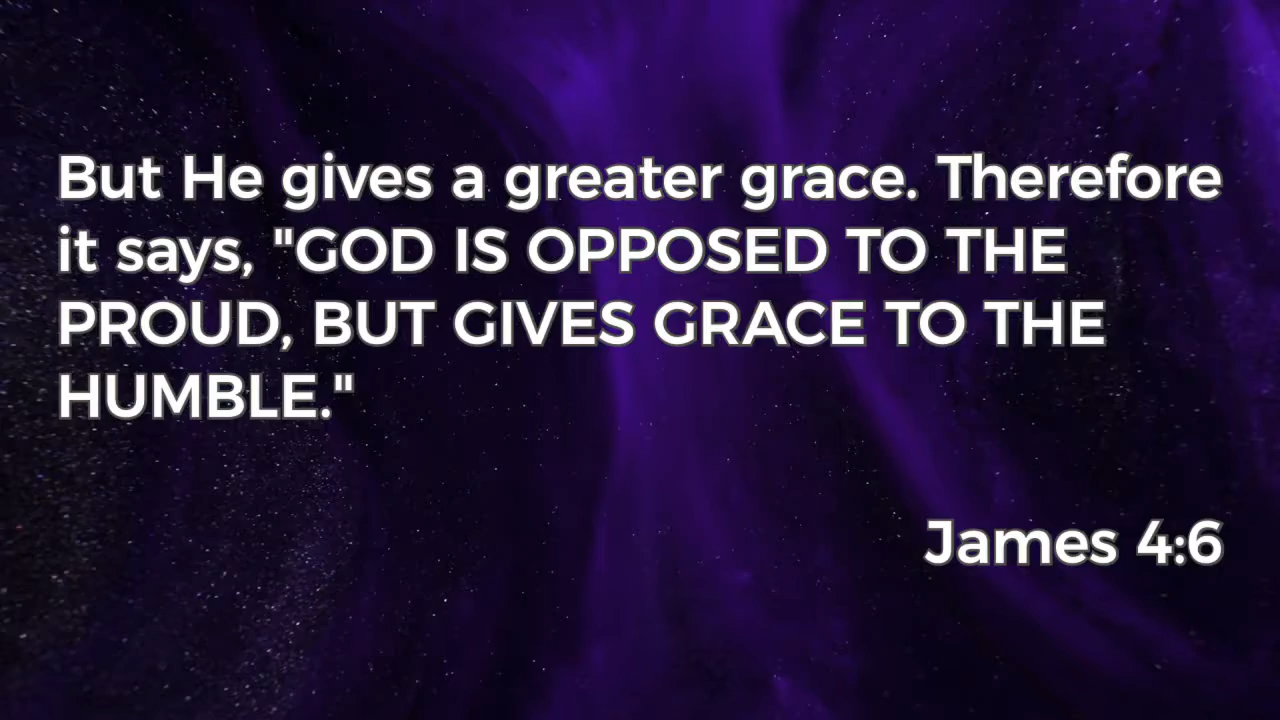 But He gives a greater grace. Therefore
it says, "GOD IS OPPOSED TO THE
PROUD, BUT GIVES GRACE TO THE
HUMBLE."
James 4:6